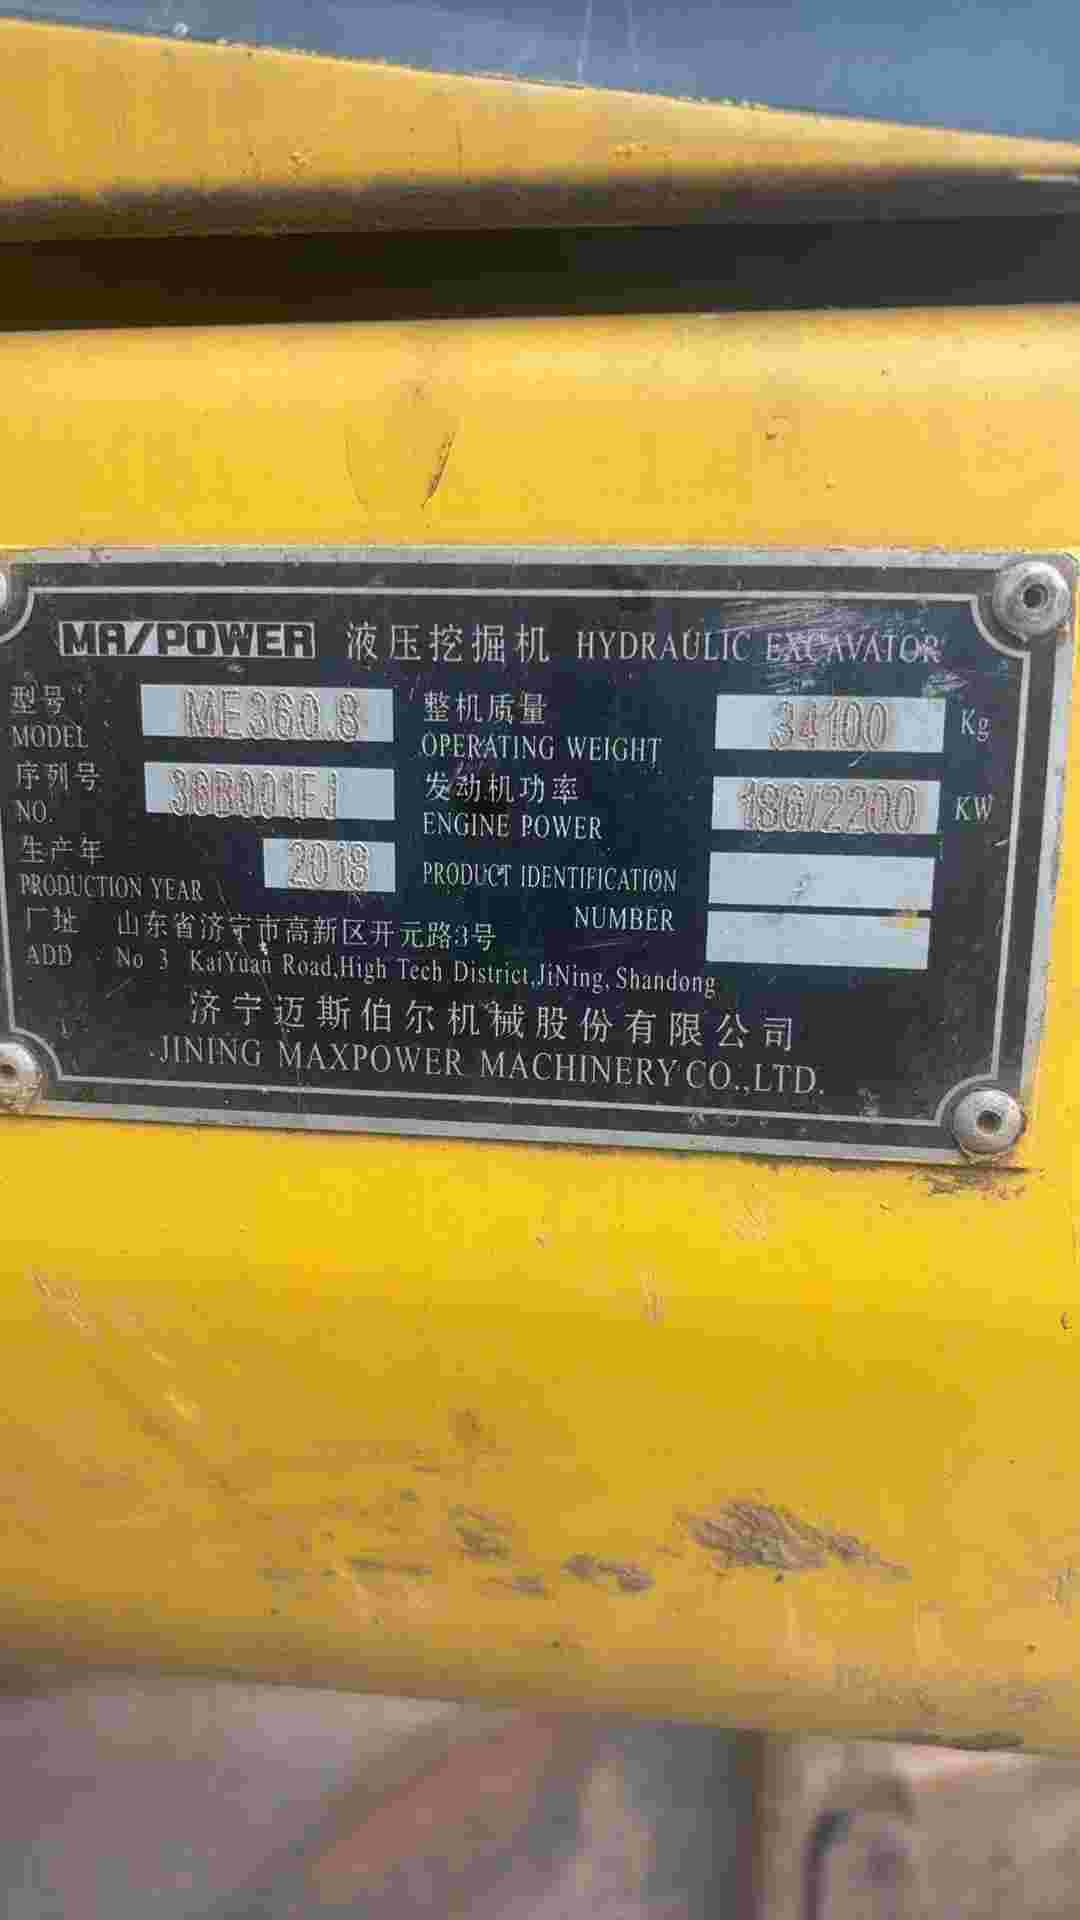 MAXPOWER 液压挖掘机 HYDRAULIC EXCAVATOR
型号 ME360.8 整机质量 34100 Kg
MODEL OPERATING WEIGHT
序列号 36B001FJ 发动机功率 186/2200 KW
NO. ENGINE POWER
生产年 2018 PRODUCT IDENTIFICATION
PRODUCTION YEAR NUMBER
厂址 山东省济宁市高新区开元路3号
ADD No 3 KaiYuan Road,High Tech District,JiNing,Shandong
济宁迈斯伯尔机械股份有限公司
JINING MAXPOWER MACHINERY CO.,LTD.